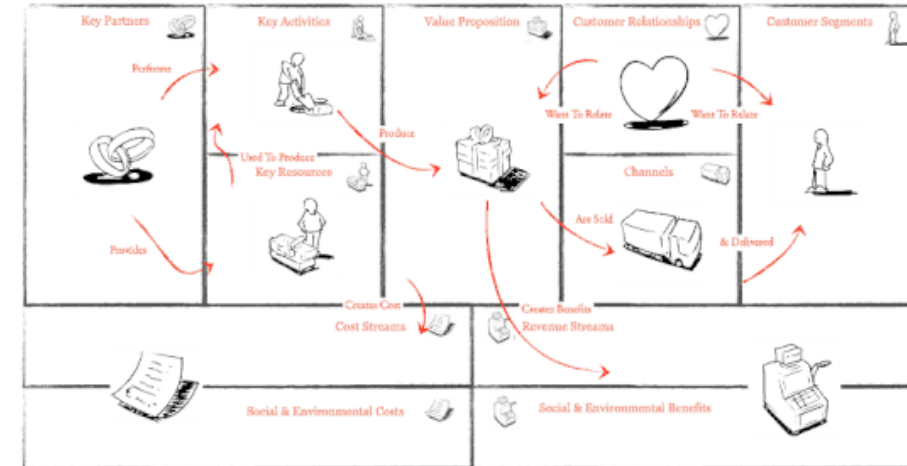 Key Partners
Key Activities
Value Proposition
Customer Relationships
Customer Segments
Performs
Want To Relate
Want To Relate
Produce
Used To Produce
Key Resources
Channels
Provides
Are Sold
& Delivered
Creates Cost
Cost Streams
Creates Benefits
Revenue Streams
Social & Environmental Costs
Social & Environmental Benefits